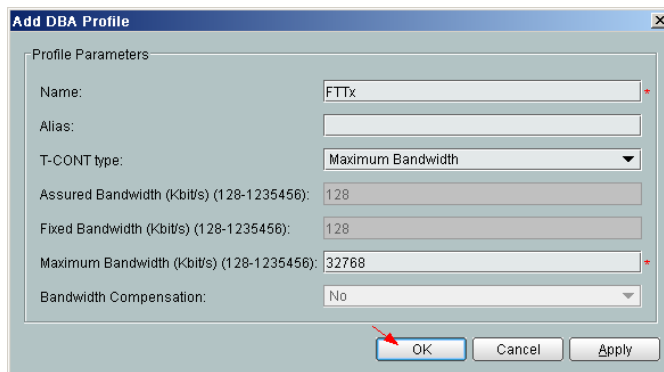 Add DBA Profile
Profile Parameters
Name: FTTx *
Alias:
T-CONT type: Maximum Bandwidth
Assured Bandwidth (Kbit/s) (128-1235456): 128
Fixed Bandwidth (Kbit/s) (128-1235456): 128
Maximum Bandwidth (Kbit/s) (128-1235456): 32768 *
Bandwidth Compensation: No
OK Cancel Apply